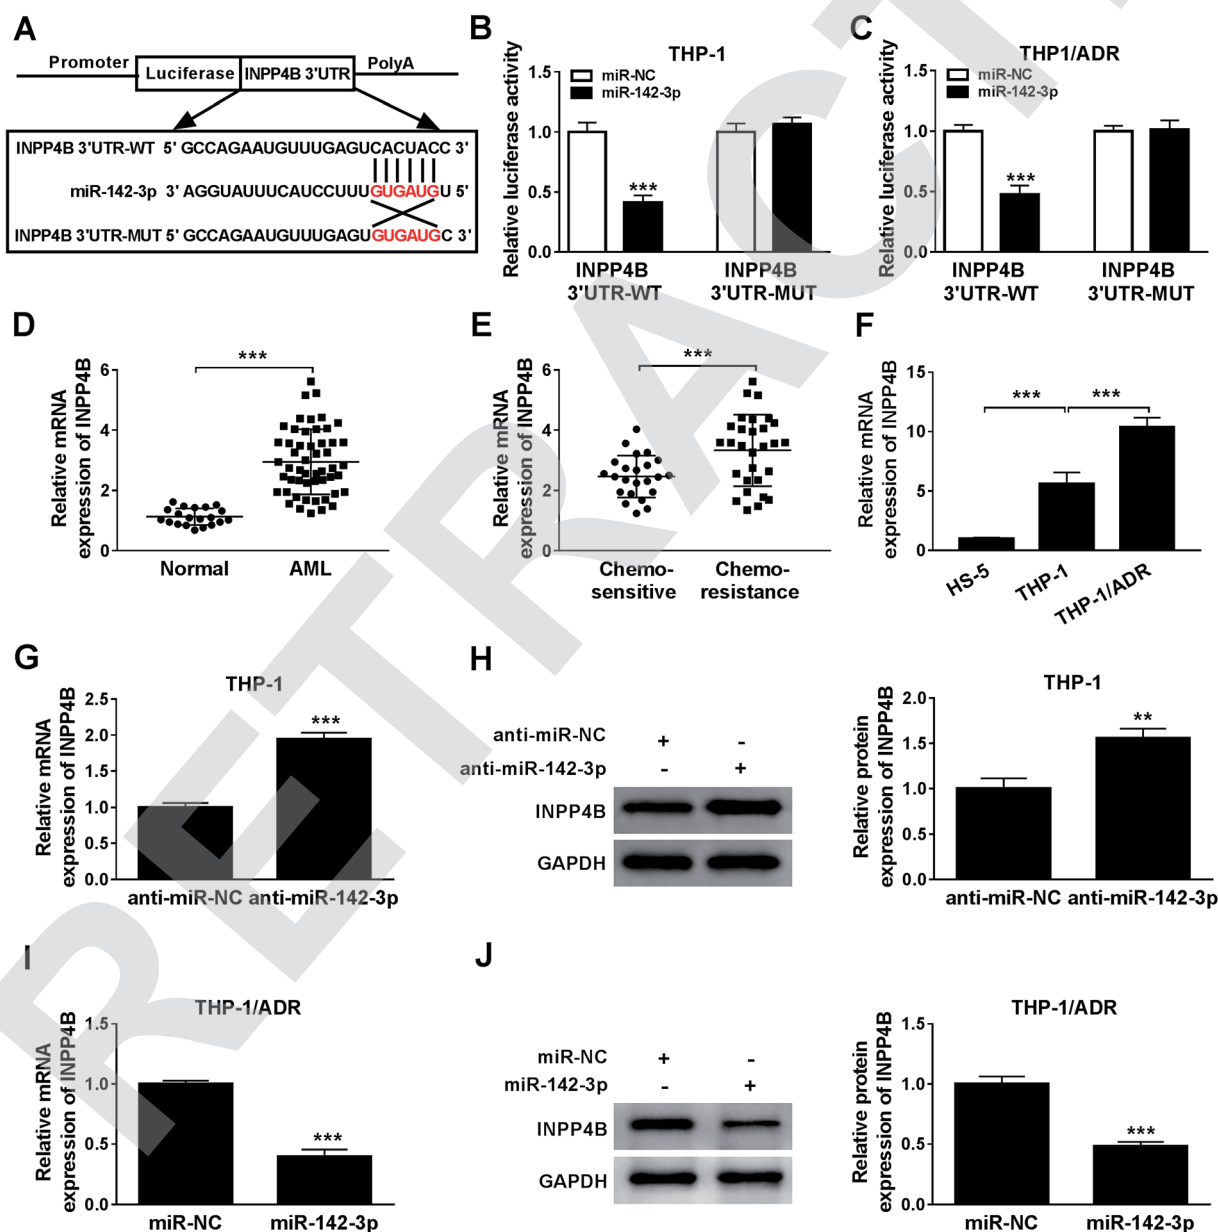 A
Promoter
Luciferase
INPP4B 3'UTR
PolyA
INPP4B 3'UTR-WT 5' GCCAGAAUGUUUGAGUCACUACC 3'
miR-142-3p 3' AGGUAUUUCAUCCUUUGUGAUGU 5'
INPP4B 3'UTR-MUT 5' GCCAGAAUGUUUGAGUGUGAUGC 3'
B
THP-1
Relative luciferase activity
1.5
1.0
0.5
0.0
miR-NC
miR-142-3p
***
INPP4B
3'UTR-WT
INPP4B
3'UTR-MUT
C
THP1/ADR
Relative luciferase activity
1.5
1.0
0.5
0.0
miR-NC
miR-142-3p
***
INPP4B
3'UTR-WT
INPP4B
3'UTR-MUT
D
Relative mRNA
expression of INPP4B
6
4
2
0
***
Normal
AML
E
Relative mRNA
expression of INPP4B
6
4
2
0
***
Chemo-
sensitive
Chemo-
resistance
F
Relative mRNA
expression of INPP4B
15
10
5
0
***
***
HS-5
THP-1
THP-1/ADR
G
THP-1
Relative mRNA
expression of INPP4B
2.5
2.0
1.5
1.0
0.5
0.0
***
anti-miR-NC
anti-miR-142-3p
H
anti-miR-NC + -
anti-miR-142-3p - +
INPP4B
GAPDH
THP-1
Relative protein
expression of INPP4B
2.0
1.5
1.0
0.5
0.0
**
anti-miR-NC
anti-miR-142-3p
I
THP-1/ADR
Relative mRNA
expression of INPP4B
1.5
1.0
0.5
0.0
***
miR-NC
miR-142-3p
J
miR-NC + -
miR-142-3p - +
INPP4B
GAPDH
THP-1/ADR
Relative protein
expression of INPP4B
1.5
1.0
0.5
0.0
***
miR-NC
miR-142-3p
RETRACT